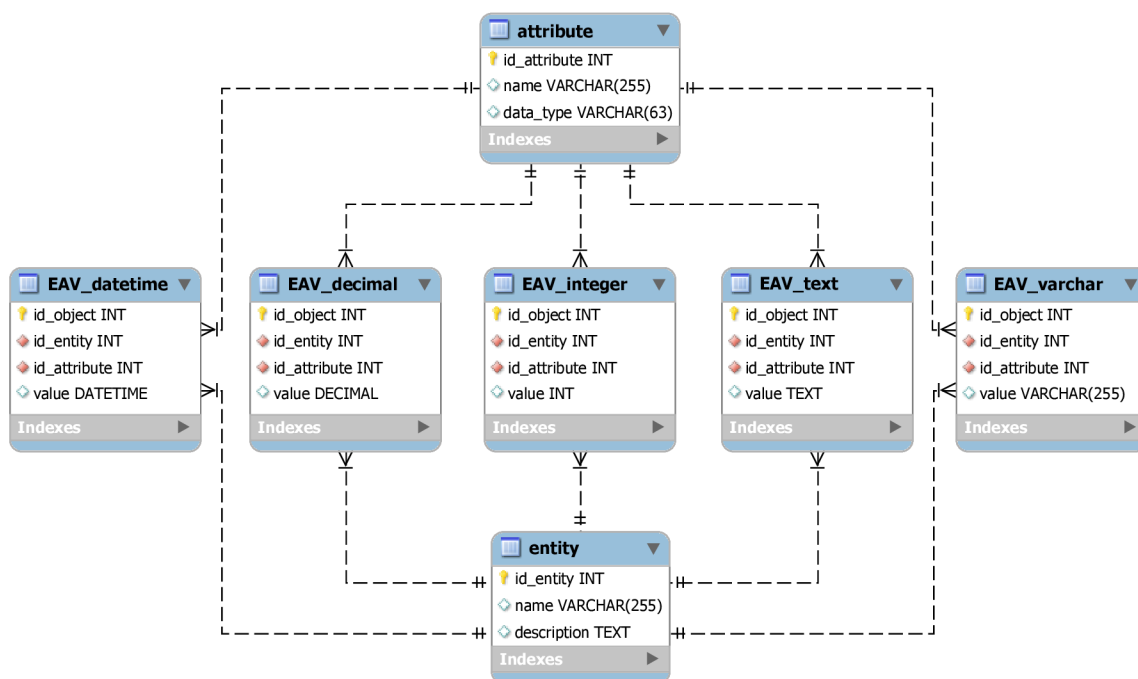 attribute
id_attribute INT
name VARCHAR(255)
data_type VARCHAR(63)
Indexes
EAV_datetime
id_object INT
id_entity INT
id_attribute INT
value DATETIME
Indexes
EAV_decimal
id_object INT
id_entity INT
id_attribute INT
value DECIMAL
Indexes
EAV_integer
id_object INT
id_entity INT
id_attribute INT
value INT
Indexes
EAV_text
id_object INT
id_entity INT
id_attribute INT
value TEXT
Indexes
EAV_varchar
id_object INT
id_entity INT
id_attribute INT
value VARCHAR(255)
Indexes
entity
id_entity INT
name VARCHAR(255)
description TEXT
Indexes